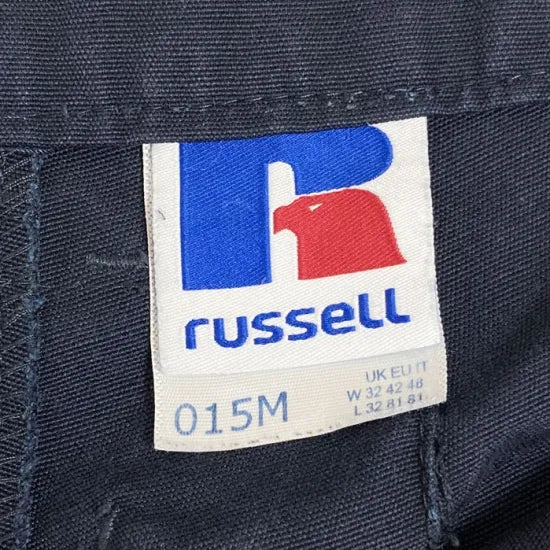 R
russell
015M
UK EU IT
W 32 42 48
L 32 81 81